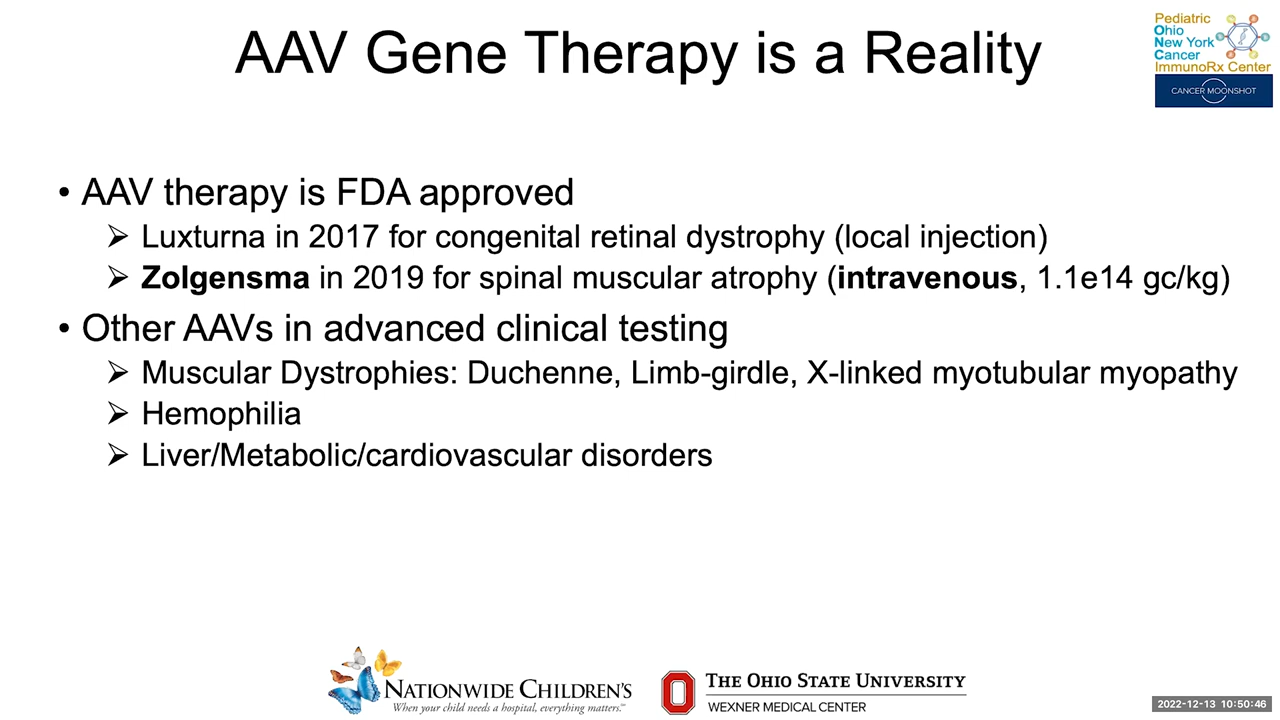 AAV Gene Therapy is a Reality
Pediatric
Ohio
New York
Cancer
ImmunoRx Center
CANCER MOONSHOT
• AAV therapy is FDA approved
➢ Luxturna in 2017 for congenital retinal dystrophy (local injection)
➢ Zolgensma in 2019 for spinal muscular atrophy (intravenous, 1.1e14 gc/kg)
• Other AAVs in advanced clinical testing
➢ Muscular Dystrophies: Duchenne, Limb-girdle, X-linked myotubular myopathy
➢ Hemophilia
➢ Liver/Metabolic/cardiovascular disorders
NATIONWIDE CHILDREN'S
When your child needs a hospital, everything matters.℠
THE OHIO STATE UNIVERSITY
WEXNER MEDICAL CENTER
2022-12-13 10:50:46